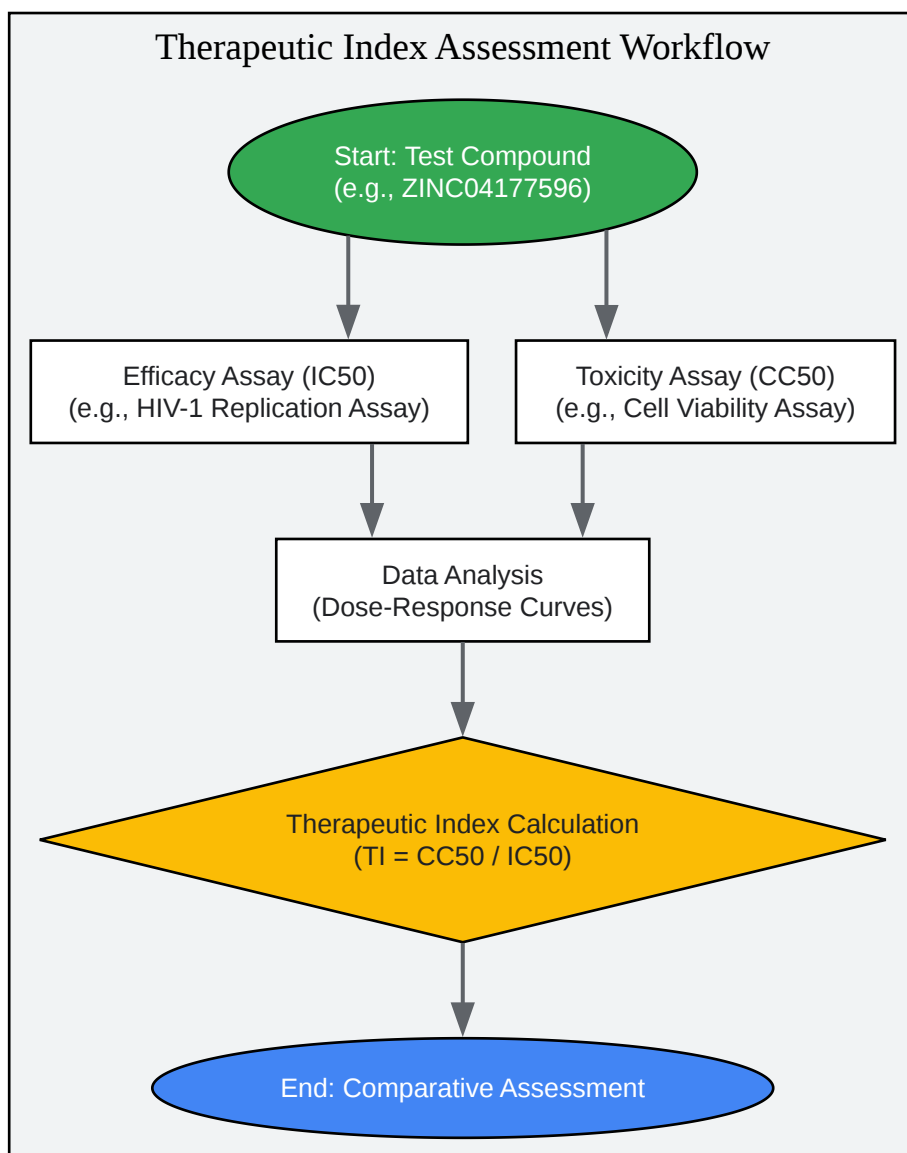 Therapeutic Index Assessment Workflow
Start: Test Compound
(e.g., ZINC04177596)
Efficacy Assay (IC50)
(e.g., HIV-1 Replication Assay)
Toxicity Assay (CC50)
(e.g., Cell Viability Assay)
Data Analysis
(Dose-Response Curves)
Therapeutic Index Calculation
(TI = CC50 / IC50)
End: Comparative Assessment